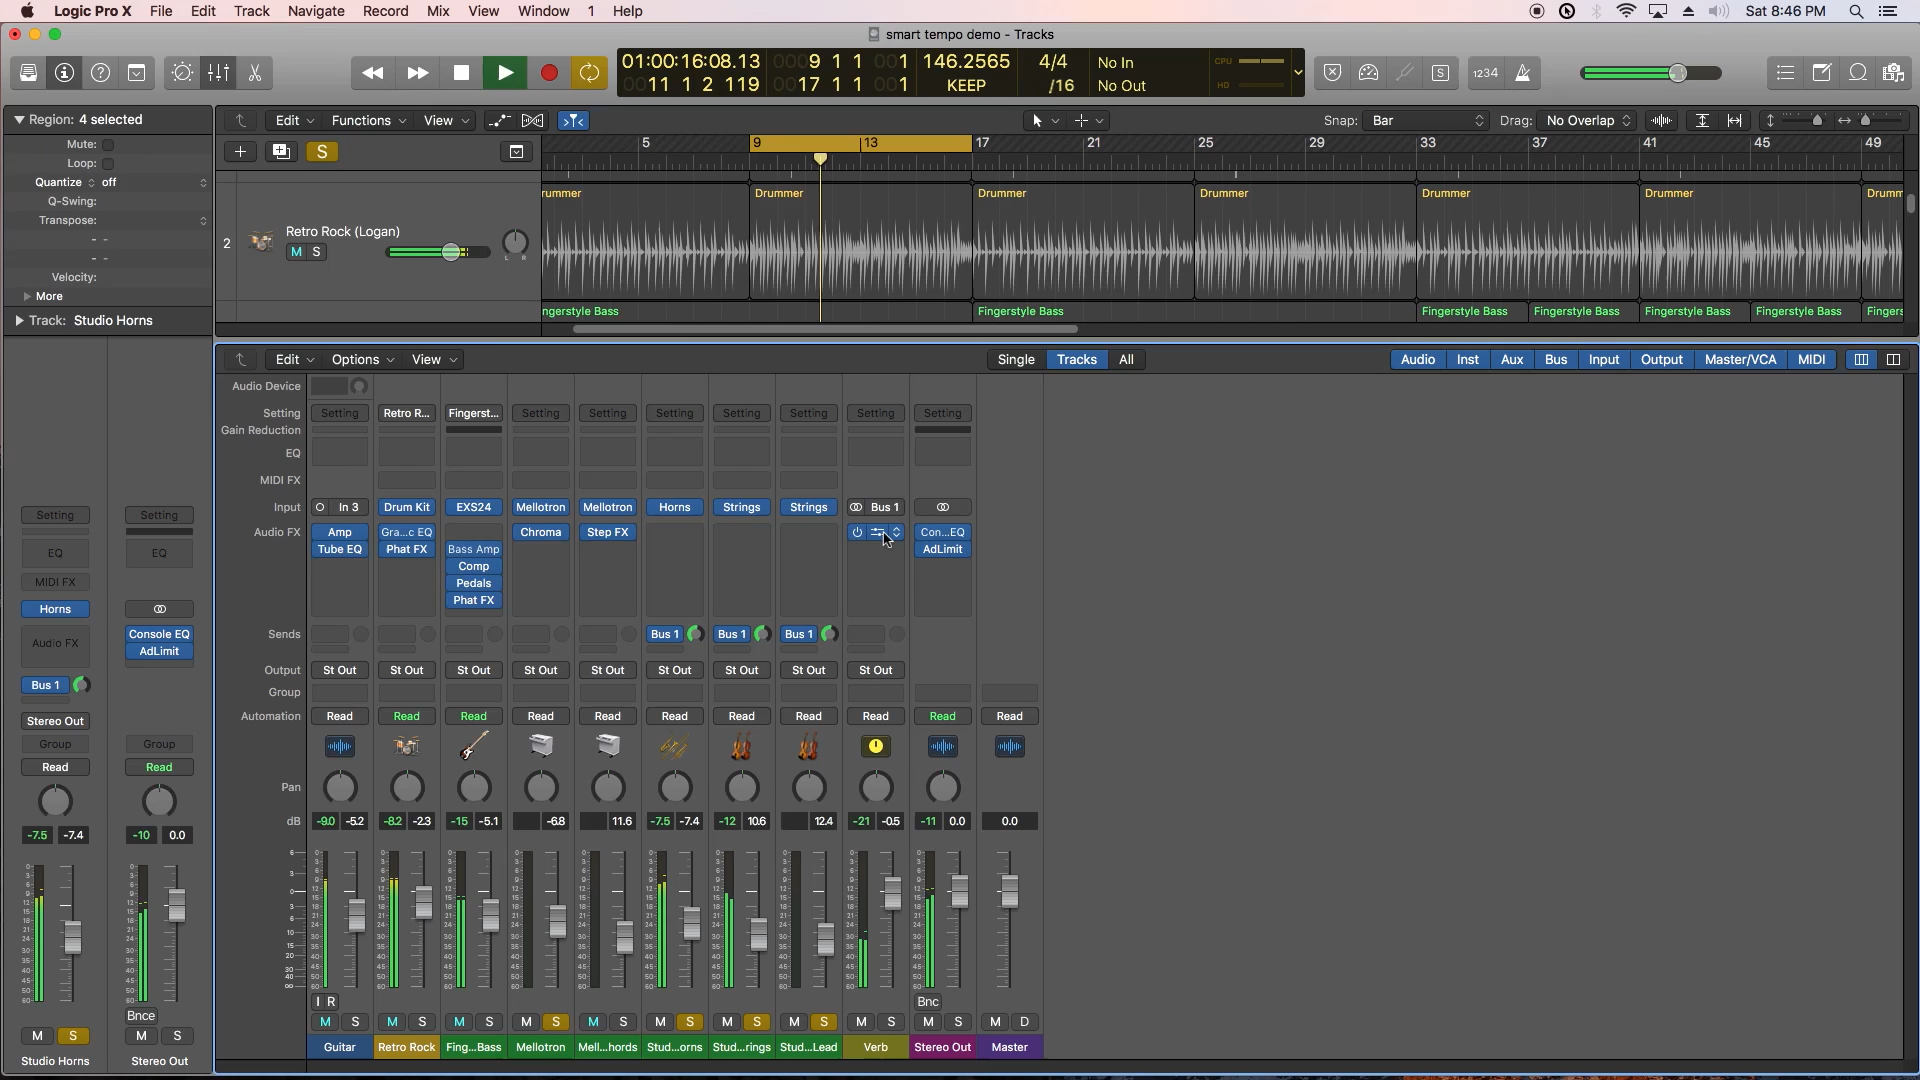 Logic Pro X File Edit Track Navigate Record Mix View Window 1 Help
Sat 8:46 PM
smart tempo demo - Tracks
01:00:16:08.13 0009 1 1 001 146.2565 4/4 No In CPU
0011 1 2 119 0017 1 1 001 KEEP /16 No Out HD
S 1234
Region: 4 selected
Mute:
Loop:
Quantize off
Q-Swing:
Transpose:
- -
- -
Velocity:
More
Track: Studio Horns
Edit Functions View
Snap: Bar Drag: No Overlap
S
5 9 13 17 21 25 29 33 37 41 45 49
2
Retro Rock (Logan)
M S
L R
rummer Drummer Drummer Drummer Drummer Drummer Drumm
ngerstyle Bass Fingerstyle Bass Fingerstyle Bass Fingerstyle Bass Fingerstyle Bass Fingerstyle Bass Fingers
Edit Options View
Single Tracks All
Audio Inst Aux Bus Input Output Master/VCA MIDI
Audio Device
Setting Setting Retro R... Fingerst... Setting Setting Setting Setting Setting Setting Setting
Gain Reduction
EQ
MIDI FX
Input In 3 Drum Kit EXS24 Mellotron Mellotron Horns Strings Strings Bus 1
Audio FX Amp Gra...c EQ Chroma Step FX Con...EQ
Tube EQ Phat FX Bass Amp AdLimit
Comp
Pedals
Phat FX
Sends Bus 1 Bus 1 Bus 1
Output St Out St Out St Out St Out St Out St Out St Out St Out St Out
Group
Automation Read Read Read Read Read Read Read Read Read Read Read
Pan
dB -9.0 -5.2 -8.2 -2.3 -15 -5.1 -6.8 11.6 -7.5 -7.4 -12 10.6 12.4 -21 -0.5 -11 0.0 0.0
I R
Bnc
M S M S M S M S M S M S M S M S M S M S M D
Guitar Retro Rock Fing...Bass Mellotron Mell...hords Stud...orns Stud...rings Stud...Lead Verb Stereo Out Master
Setting Setting
EQ EQ
MIDI FX
Horns
Audio FX Console EQ
AdLimit
Bus 1
Stereo Out
Group Group
Read Read
-7.5 -7.4 -10 0.0
Bnce
M S M S
Studio Horns Stereo Out